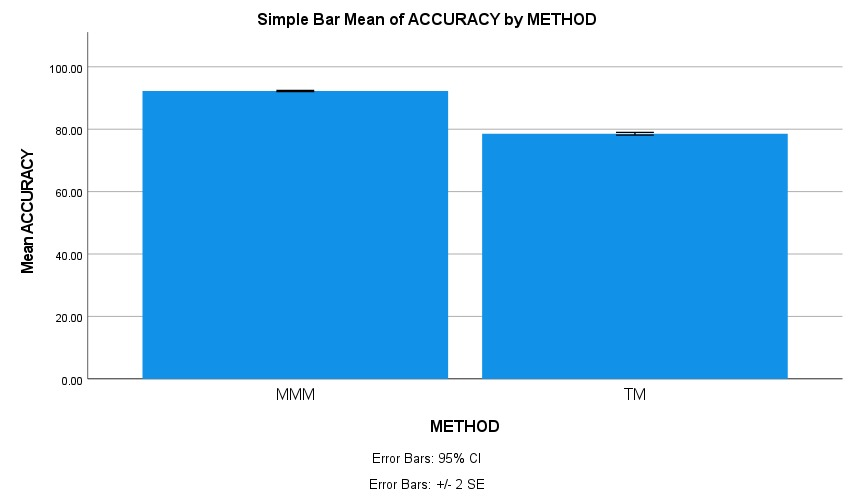 Simple Bar Mean of ACCURACY by METHOD
100.00
80.00
60.00
40.00
20.00
0.00
Mean ACCURACY
MMM
TM
METHOD
Error Bars: 95% CI
Error Bars: +/- 2 SE